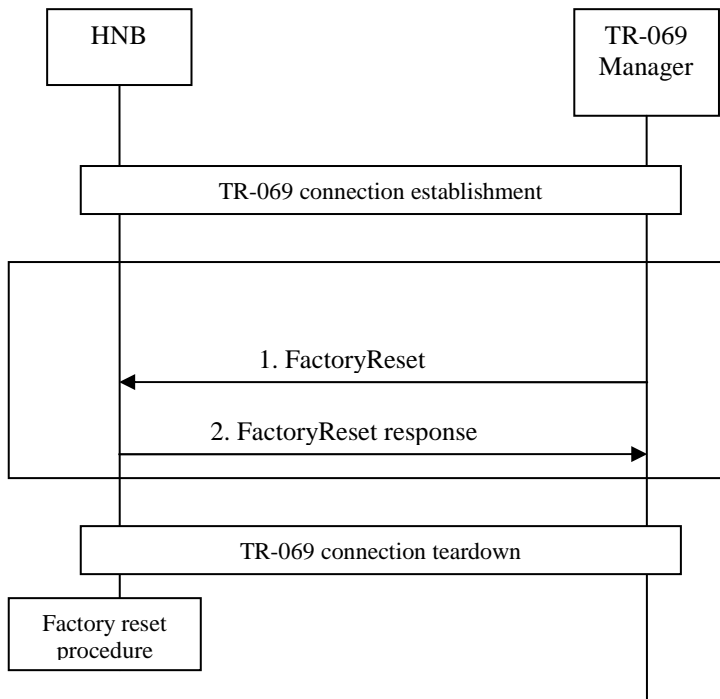 HNB
TR-069
Manager
TR-069 connection establishment
1. FactoryReset
2. FactoryReset response
TR-069 connection teardown
Factory reset
procedure